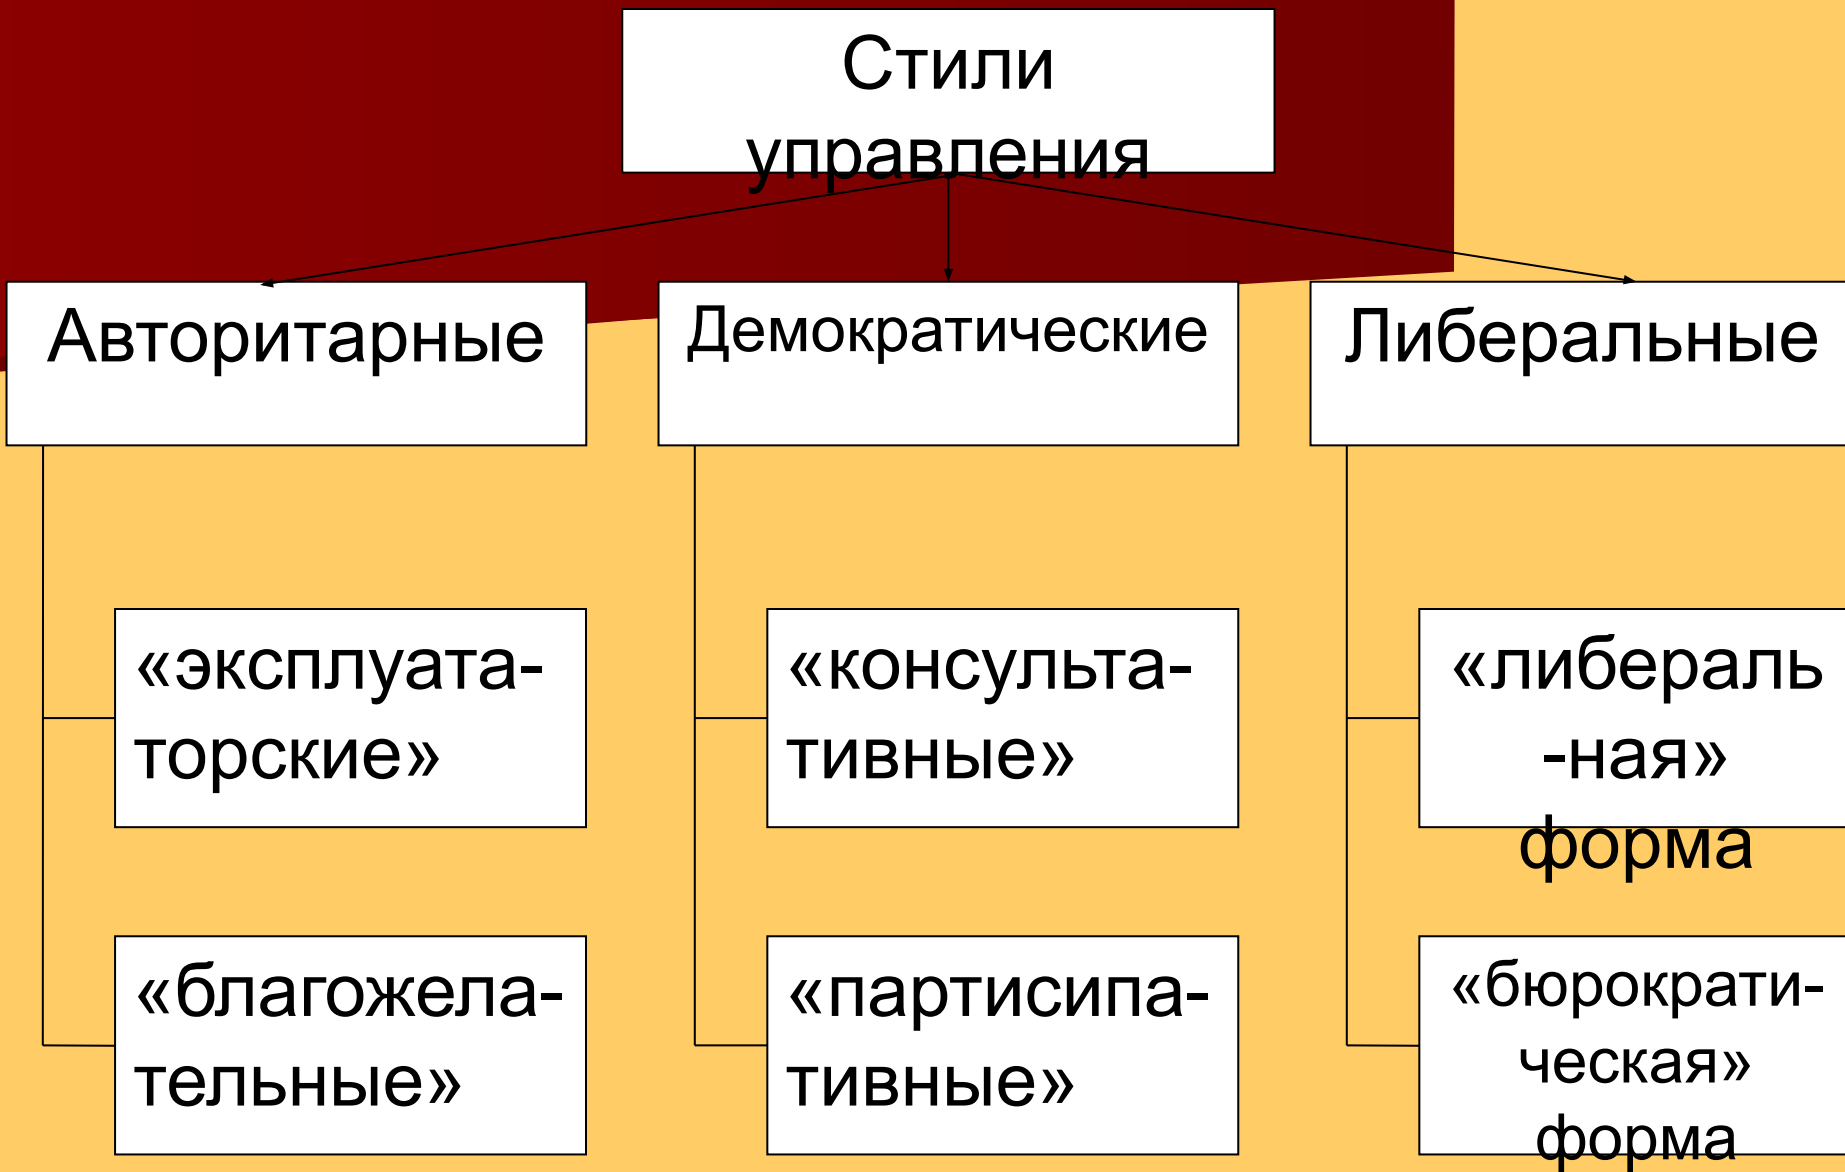 Стили
управления
Авторитарные
Демократические
Либеральные
«эксплуата-
торские»
«консульта-
тивные»
«либераль
-ная»
форма
«благожела-
тельные»
«партисипа-
тивные»
«бюрократи-
ческая»
форма